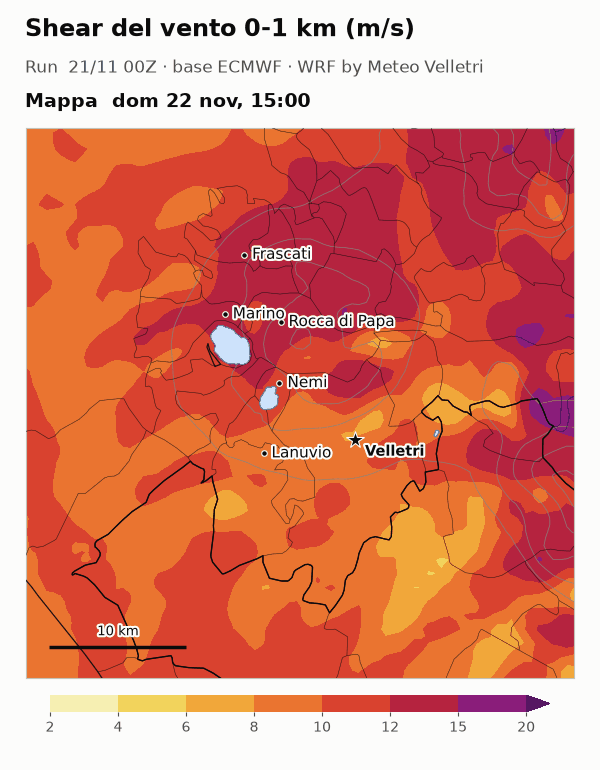 Shear del vento 0-1 km (m/s)
Run  21/11 00Z · base ECMWF · WRF by Meteo Velletri
Mappa  dom 22 nov, 15:00
Frascati
Marino
Rocca di Papa
Nemi
Velletri
Lanuvio
10 km
2 4 6 8 10 12 15 20